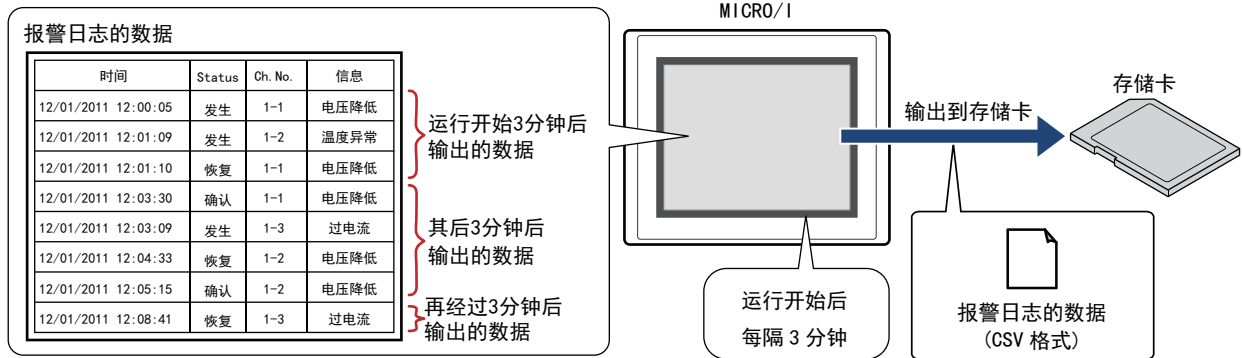 报警日志的数据
时间 Status Ch. No. 信息
12/01/2011 12:00:05 发生 1-1 电压降低
12/01/2011 12:01:09 发生 1-2 温度异常
12/01/2011 12:01:10 恢复 1-1 电压降低
12/01/2011 12:03:30 确认 1-1 电压降低
12/01/2011 12:03:09 发生 1-3 过电流
12/01/2011 12:04:33 恢复 1-2 电压降低
12/01/2011 12:05:15 确认 1-2 电压降低
12/01/2011 12:08:41 恢复 1-3 过电流
运行开始3分钟后
输出的数据
其后3分钟后
输出的数据
再经过3分钟后
输出的数据
MICRO/I
运行开始后
每隔 3 分钟
输出到存储卡
存储卡
报警日志的数据
(CSV 格式)